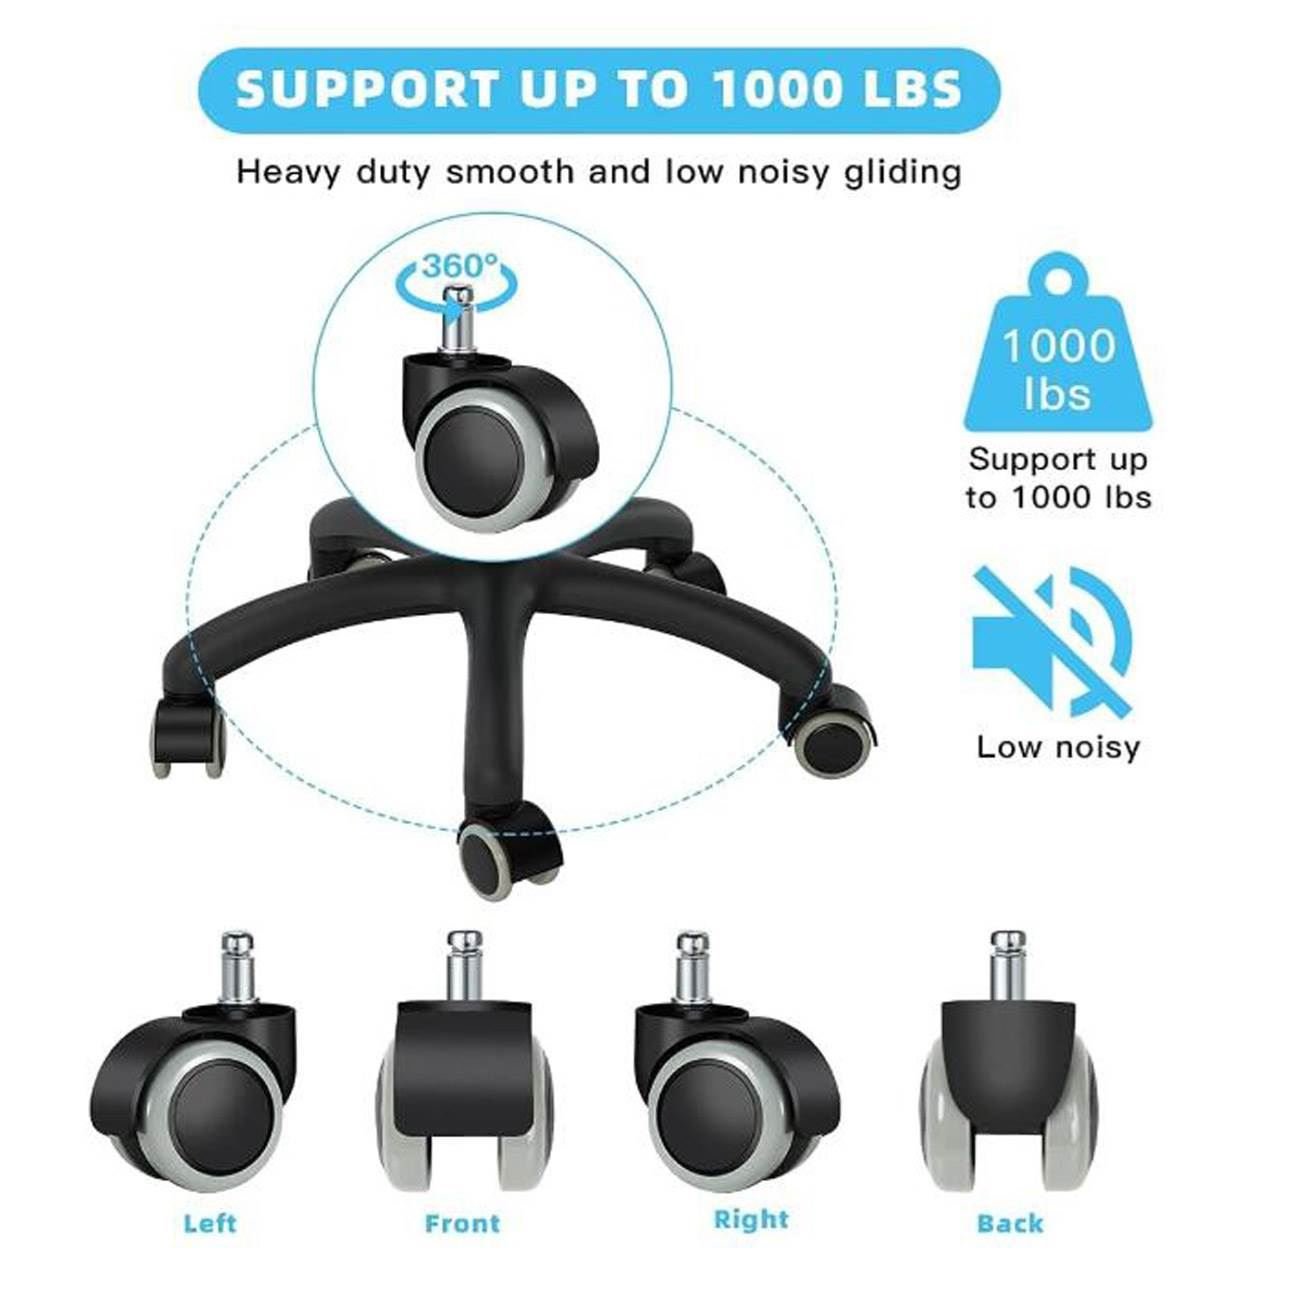 SUPPORT UP TO 1000 LBS
Heavy duty smooth and low noisy gliding
360°
1000
lbs
Support up
to 1000 lbs
Low noisy
Left
Front
Right
Back